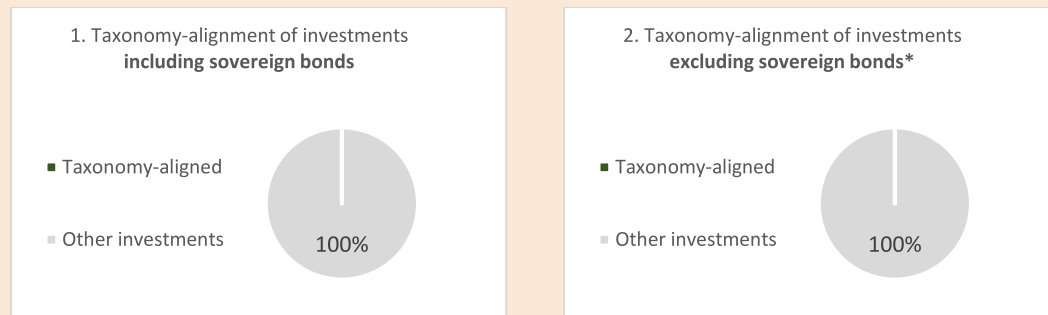 1. Taxonomy-alignment of investments
including sovereign bonds
Taxonomy-aligned
Other investments
100%
2. Taxonomy-alignment of investments
excluding sovereign bonds*
Taxonomy-aligned
Other investments
100%